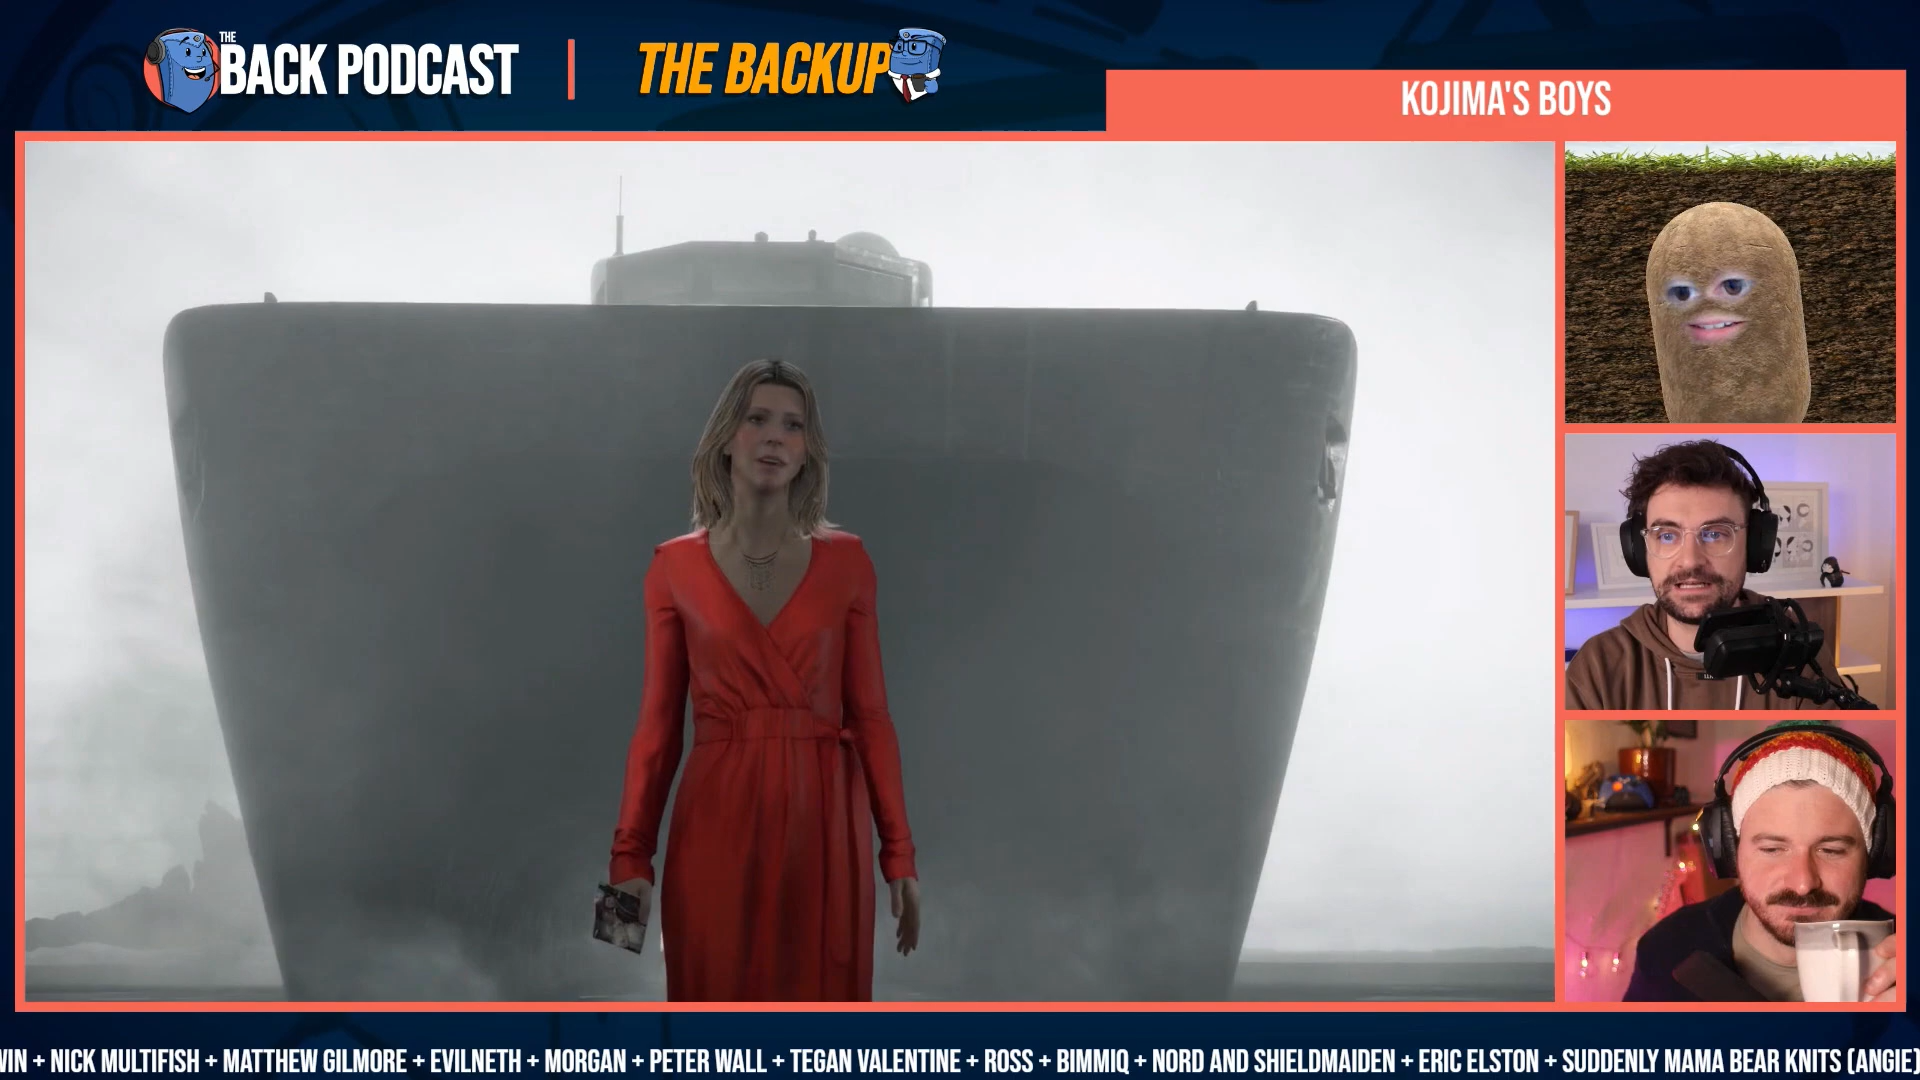 THE
BACK PODCAST
THE BACKUP
KOJIMA'S BOYS
WIN + NICK MULTIFISH + MATTHEW GILMORE + EVILNETH + MORGAN + PETER WALL + TEGAN VALENTINE + ROSS + BIMMIQ + NORD AND SHIELDMAIDEN + ERIC ELSTON + SUDDENLY MAMA BEAR KNITS (ANGIE)